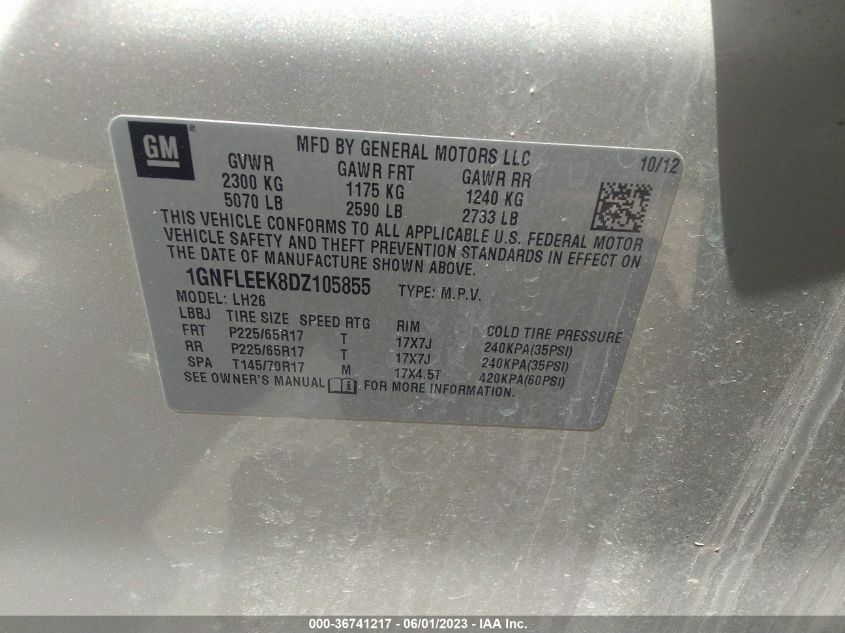 GM
MFD BY GENERAL MOTORS LLC 10/12
GVWR GAWR FRT GAWR RR
2300 KG 1175 KG 1240 KG
5070 LB 2590 LB 2733 LB
THIS VEHICLE CONFORMS TO ALL APPLICABLE U.S. FEDERAL MOTOR
VEHICLE SAFETY AND THEFT PREVENTION STANDARDS IN EFFECT ON
THE DATE OF MANUFACTURE SHOWN ABOVE.
1GNFLEEK8DZ105855 TYPE: M.P.V.
MODEL: LH26
LBBJ TIRE SIZE SPEED RTG RIM COLD TIRE PRESSURE
FRT P225/65R17 T 17X7J 240KPA(35PSI)
RR P225/65R17 T 17X7J 240KPA(35PSI)
SPA T145/70R17 M 17X4.5T 420KPA(60PSI)
SEE OWNER'S MANUAL FOR MORE INFORMATION.
000-36741217 - 06/01/2023 - IAA Inc.